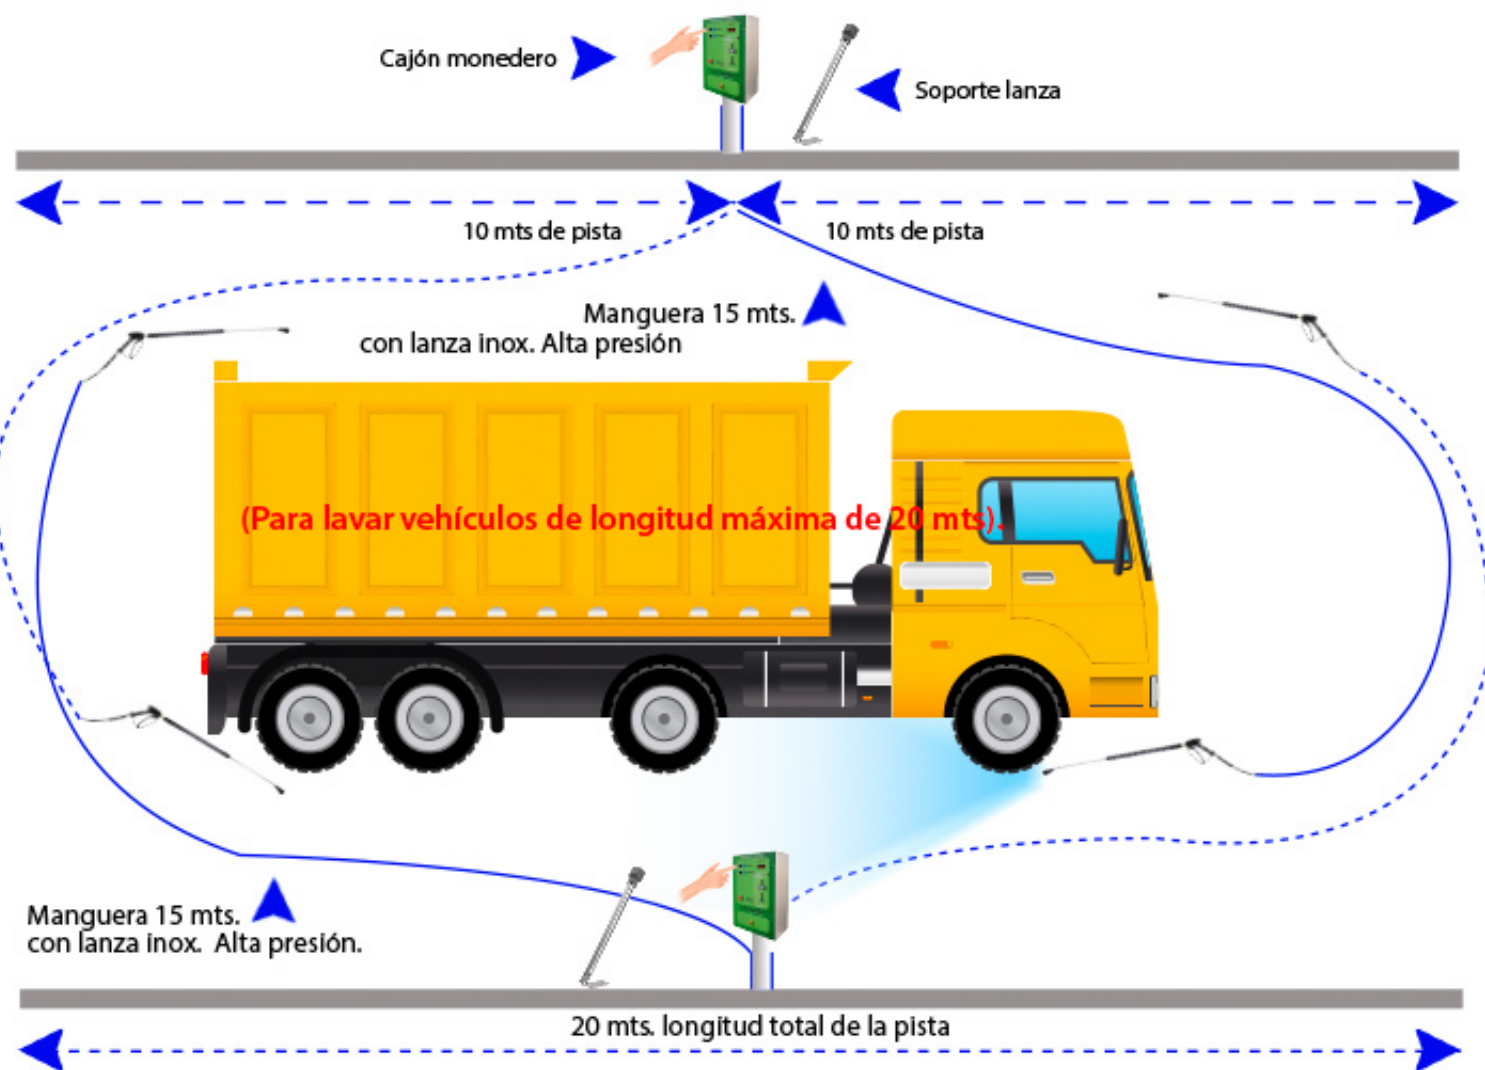 Cajón monedero
Soporte lanza
10 mts de pista
10 mts de pista
Manguera 15 mts.
con lanza inox. Alta presión
(Para lavar vehículos de longitud máxima de 20 mts).
Manguera 15 mts.
con lanza inox.  Alta presión.
20 mts. longitud total de la pista